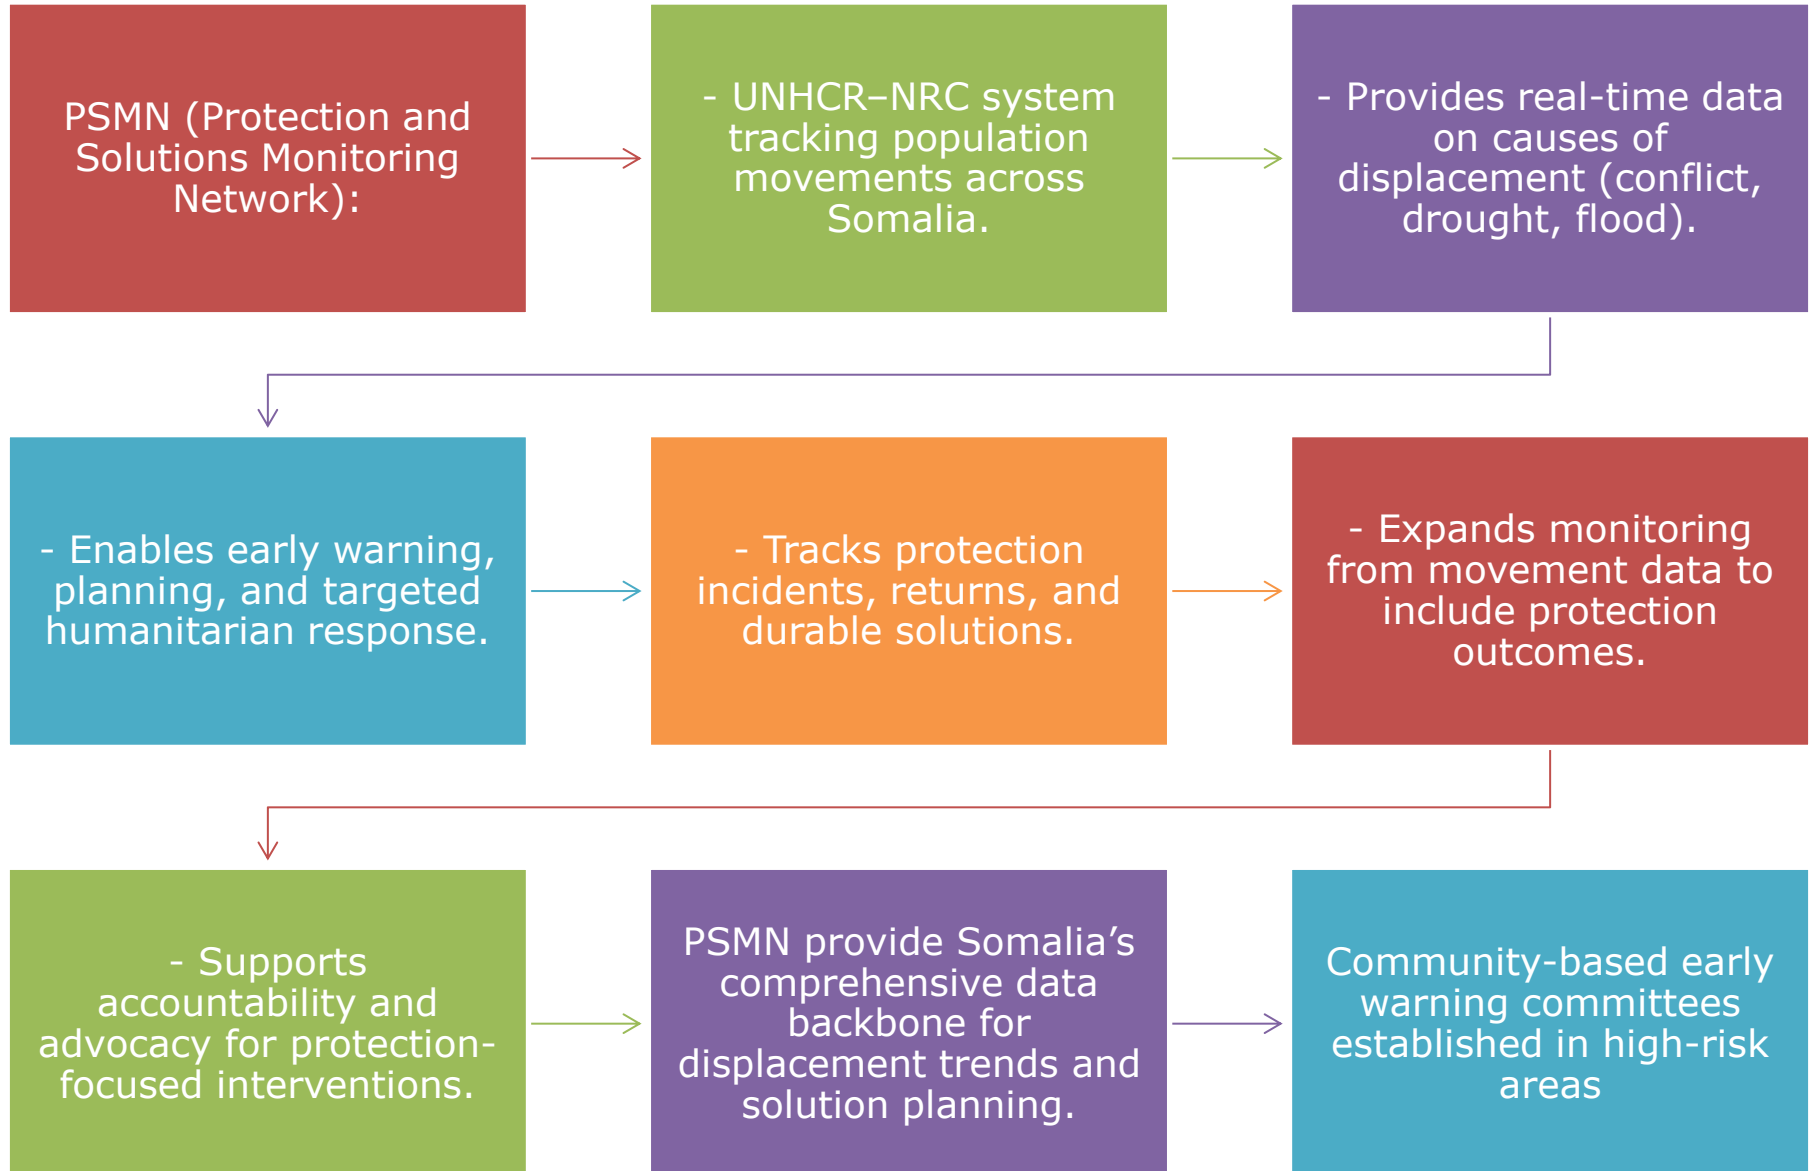 PSMN (Protection and
Solutions Monitoring
Network):
- UNHCR–NRC system
tracking population
movements across
Somalia.
- Provides real-time data
on causes of
displacement (conflict,
drought, flood).
- Enables early warning,
planning, and targeted
humanitarian response.
- Tracks protection
incidents, returns, and
durable solutions.
- Expands monitoring
from movement data to
include protection
outcomes.
- Supports
accountability and
advocacy for protection-
focused interventions.
PSMN provide Somalia’s
comprehensive data
backbone for
displacement trends and
solution planning.
Community-based early
warning committees
established in high-risk
areas